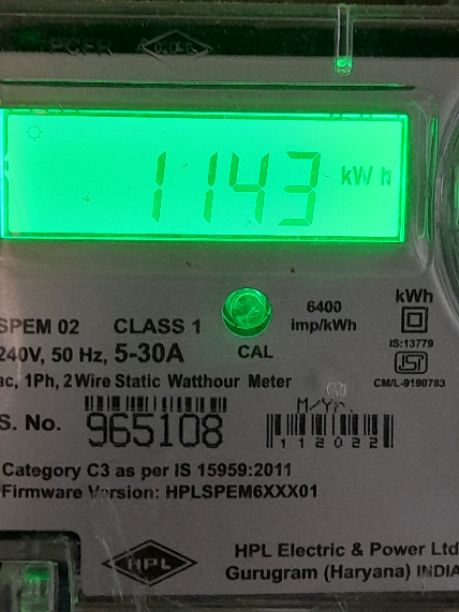 1143 kWh
SPEM 02 CLASS 1
6400
imp/kWh
kWh
240V, 50 Hz, 5-30A
CAL
IS:13779
ISI
ac, 1Ph, 2 Wire Static Watthour Meter
CM/L-9190783
M/Yr.
S. No. 965108
112022
Category C3 as per IS 15959:2011
Firmware Version: HPLSPEM6XXX01
HPL
HPL Electric & Power Ltd
Gurugram (Haryana) INDIA